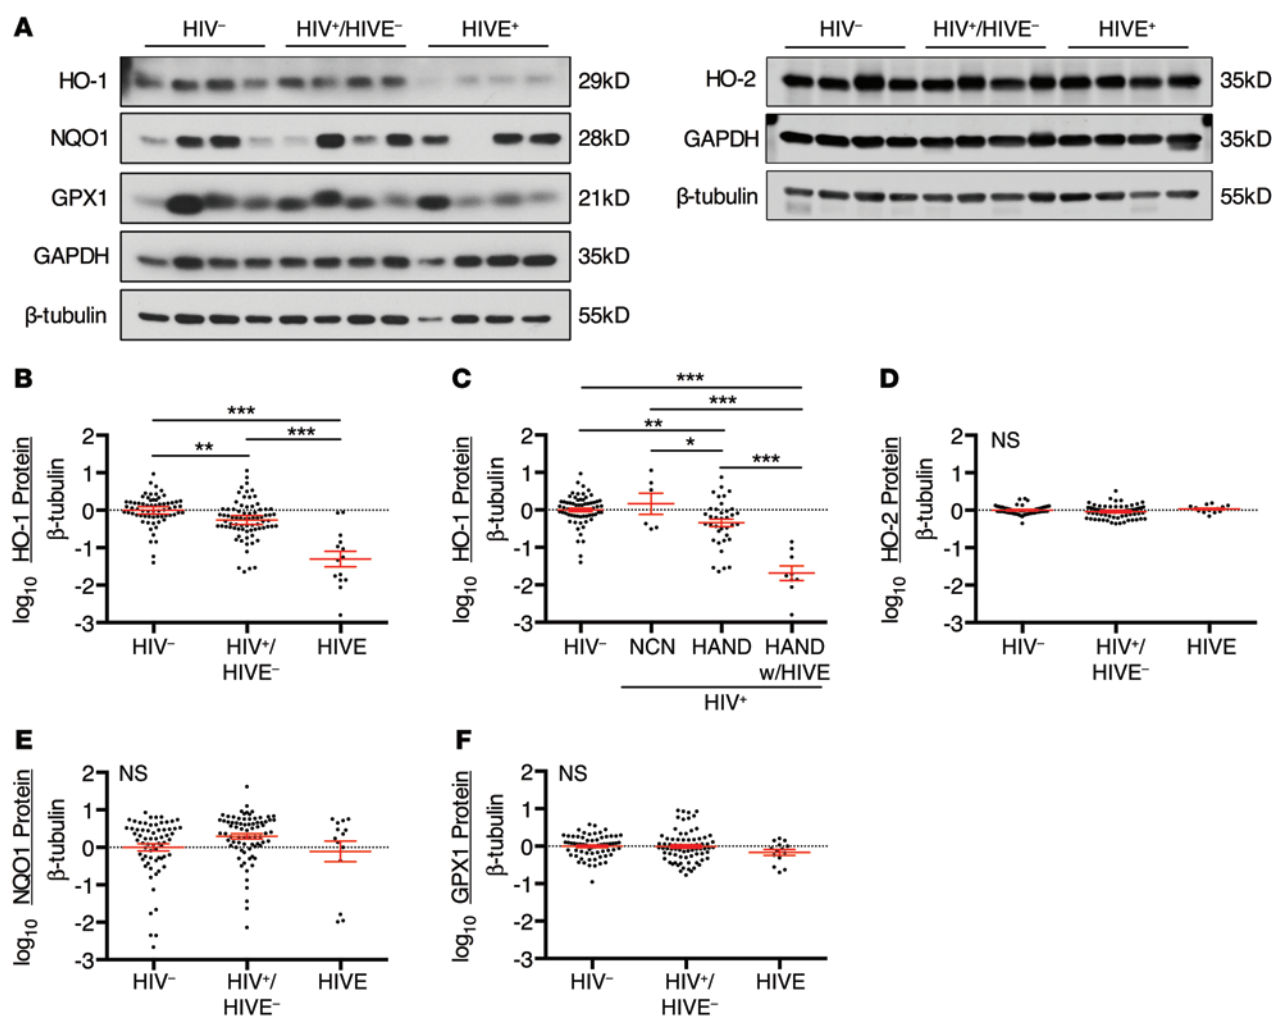 A
HIV⁻ HIV⁺/HIVE⁻ HIVE⁺
HO-1 29kD
NQO1 28kD
GPX1 21kD
GAPDH 35kD
β-tubulin 55kD
HIV⁻ HIV⁺/HIVE⁻ HIVE⁺
HO-2 35kD
GAPDH 35kD
β-tubulin 55kD
B
log₁₀ HO-1 Protein
β-tubulin
2
1
0
-1
-2
-3
***
** ***
HIV⁻ HIV⁺/ HIVE
HIVE⁻
C
log₁₀ HO-1 Protein
β-tubulin
2
1
0
-1
-2
-3
***
***
**
*
***
HIV⁻ NCN HAND HAND
w/HIVE
HIV⁺
D
log₁₀ HO-2 Protein
β-tubulin
2
1
0
-1
-2
-3
NS
HIV⁻ HIV⁺/ HIVE
HIVE⁻
E
log₁₀ NQO1 Protein
β-tubulin
2
1
0
-1
-2
-3
NS
HIV⁻ HIV⁺/ HIVE
HIVE⁻
F
log₁₀ GPX1 Protein
β-tubulin
2
1
0
-1
-2
-3
NS
HIV⁻ HIV⁺/ HIVE
HIVE⁻